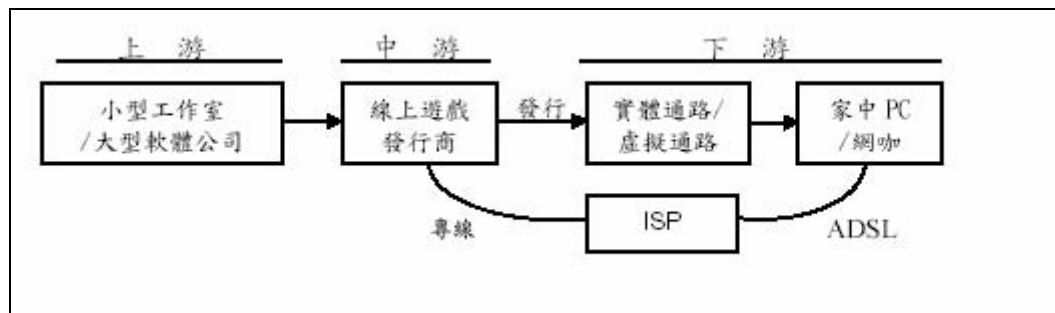 上 游
中 游
下 游
小型工作室
/大型軟體公司
線上遊戲
發行商
發行
實體通路/
虛擬通路
家中 PC
/網咖
專線
ISP
ADSL